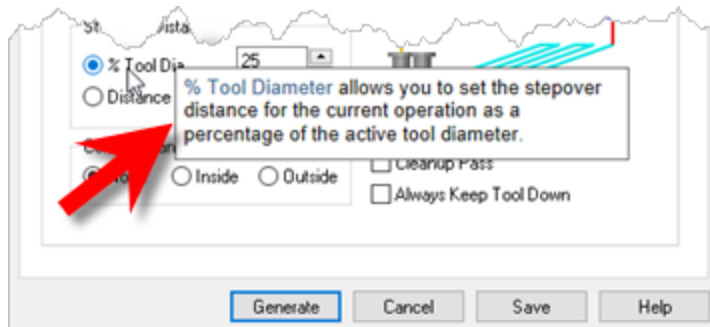 % Tool Dia 25
Distance
% Tool Diameter allows you to set the stepover
distance for the current operation as a
percentage of the active tool diameter.
Cleanup Pass
Inside Outside
Always Keep Tool Down
Generate Cancel Save Help